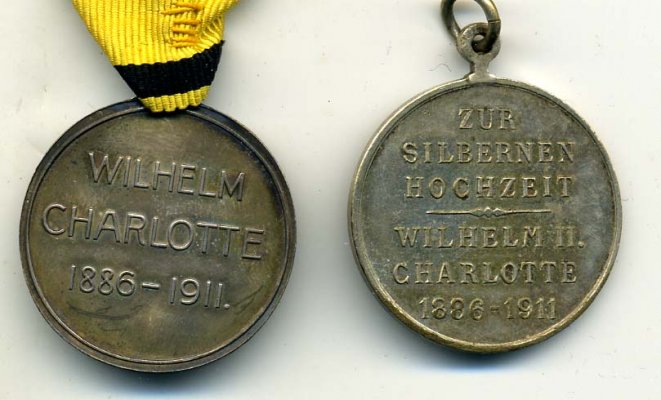 WILHELM
CHARLOTTE
1886-1911.
ZUR
SILBERNEN
HOCHZEIT
WILHELM II.
CHARLOTTE
1886-1911